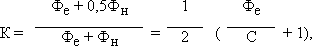 К = (Фе + 0,5Фн) / (Фе + Фн) = 1/2 (Фе/С + 1),